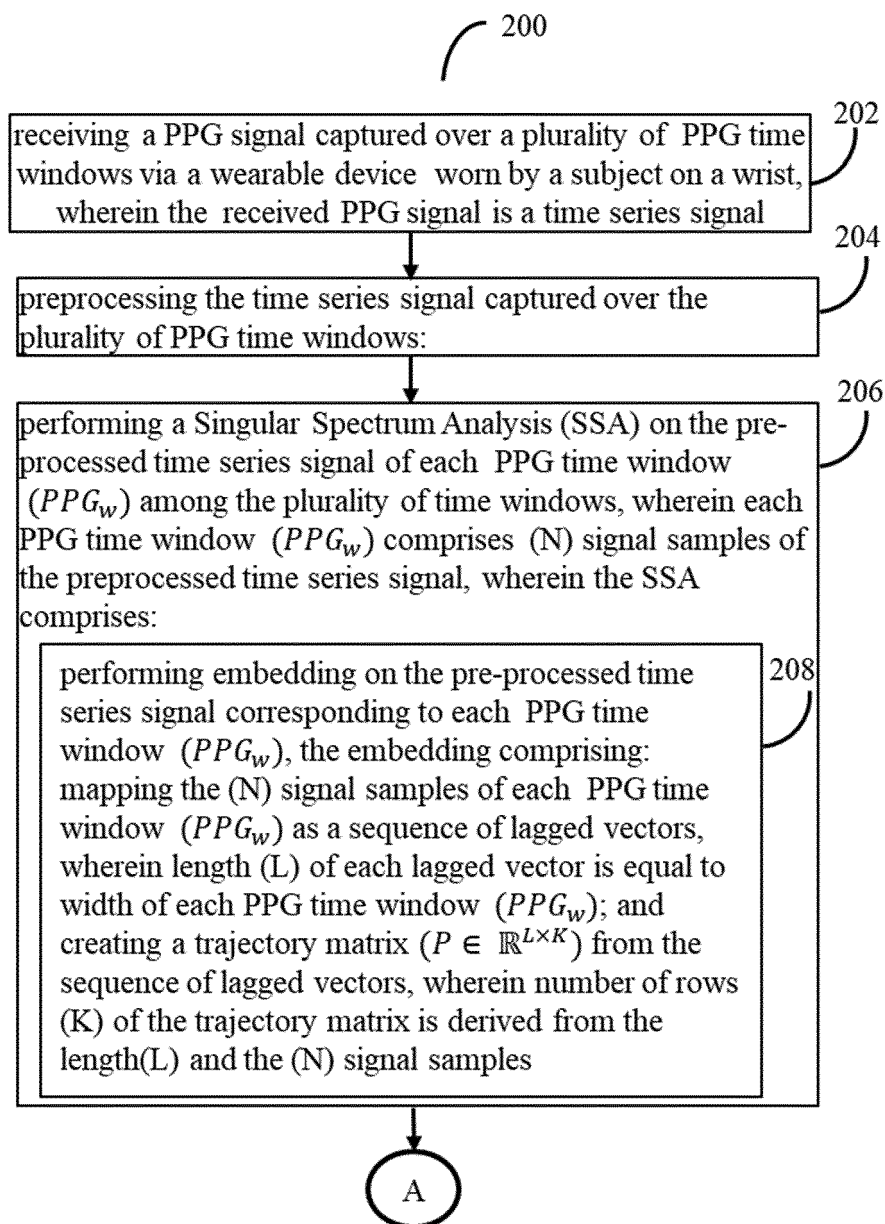 200
202
receiving a PPG signal captured over a plurality of PPG time
windows via a wearable device worn by a subject on a wrist,
wherein the received PPG signal is a time series signal
204
preprocessing the time series signal captured over the
plurality of PPG time windows:
206
performing a Singular Spectrum Analysis (SSA) on the pre-
processed time series signal of each PPG time window
(PPG_w) among the plurality of time windows, wherein each
PPG time window (PPG_w) comprises (N) signal samples of
the preprocessed time series signal, wherein the SSA
comprises:
208
performing embedding on the pre-processed time
series signal corresponding to each PPG time
window (PPG_w), the embedding comprising:
mapping the (N) signal samples of each PPG time
window (PPG_w) as a sequence of lagged vectors,
wherein length (L) of each lagged vector is equal to
width of each PPG time window (PPG_w); and
creating a trajectory matrix (P ∈ ℝ^{L×K}) from the
sequence of lagged vectors, wherein number of rows
(K) of the trajectory matrix is derived from the
length(L) and the (N) signal samples
A